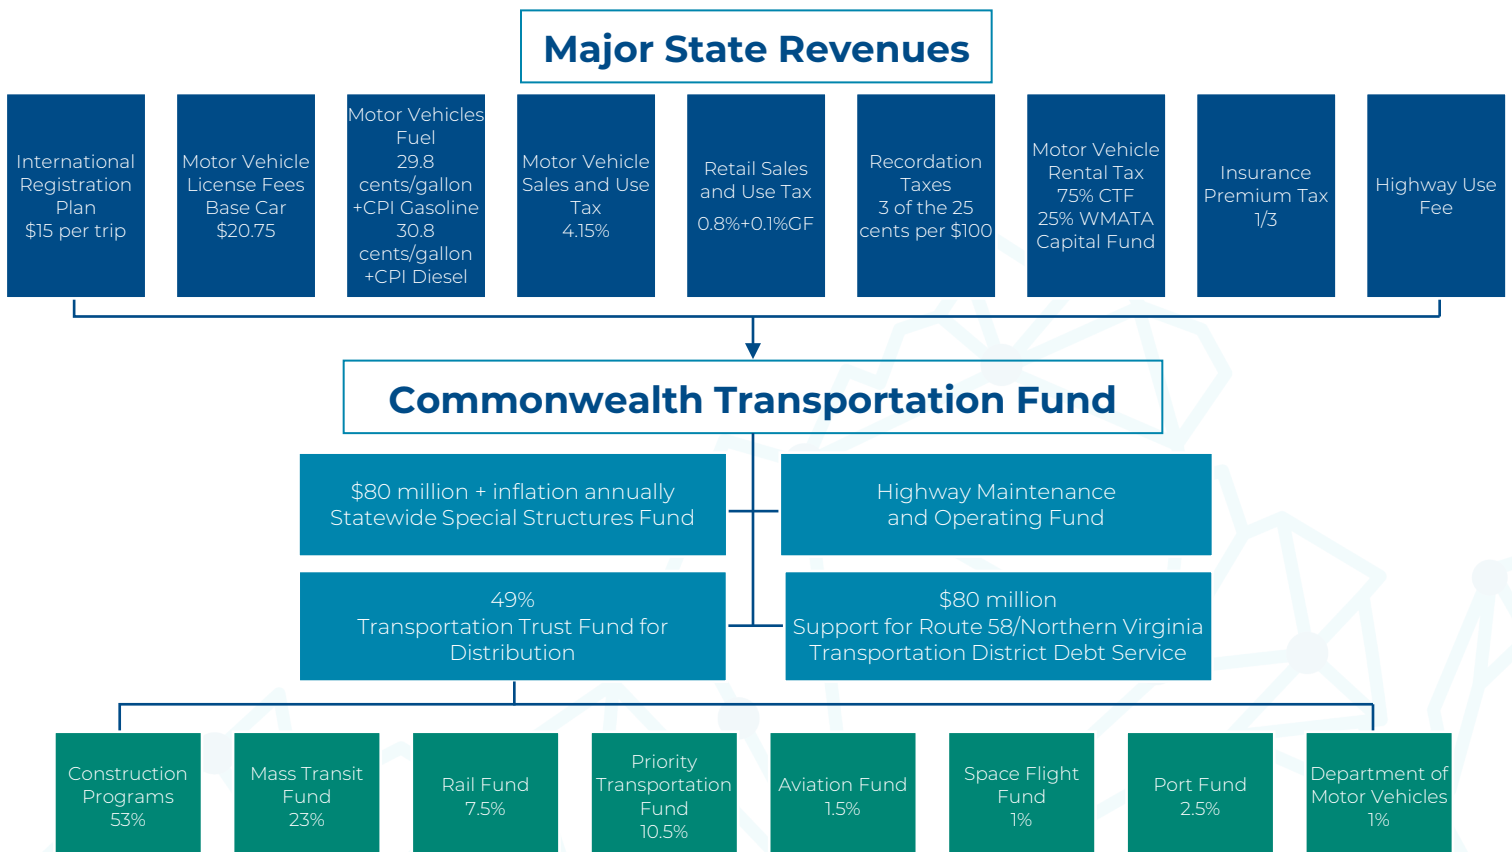 Major State Revenues
International
Registration
Plan
$15 per trip
Motor Vehicle
License Fees
Base Car
$20.75
Motor Vehicles
Fuel
29.8
cents/gallon
+CPI Gasoline
30.8
cents/gallon
+CPI Diesel
Motor Vehicle
Sales and Use
Tax
4.15%
Retail Sales
and Use Tax
0.8%+0.1%GF
Recordation
Taxes
3 of the 25
cents per $100
Motor Vehicle
Rental Tax
75% CTF
25% WMATA
Capital Fund
Insurance
Premium Tax
1/3
Highway Use
Fee
Commonwealth Transportation Fund
$80 million + inflation annually
Statewide Special Structures Fund
Highway Maintenance
and Operating Fund
49%
Transportation Trust Fund for
Distribution
$80 million
Support for Route 58/Northern Virginia
Transportation District Debt Service
Construction
Programs
53%
Mass Transit
Fund
23%
Rail Fund
7.5%
Priority
Transportation
Fund
10.5%
Aviation Fund
1.5%
Space Flight
Fund
1%
Port Fund
2.5%
Department of
Motor Vehicles
1%